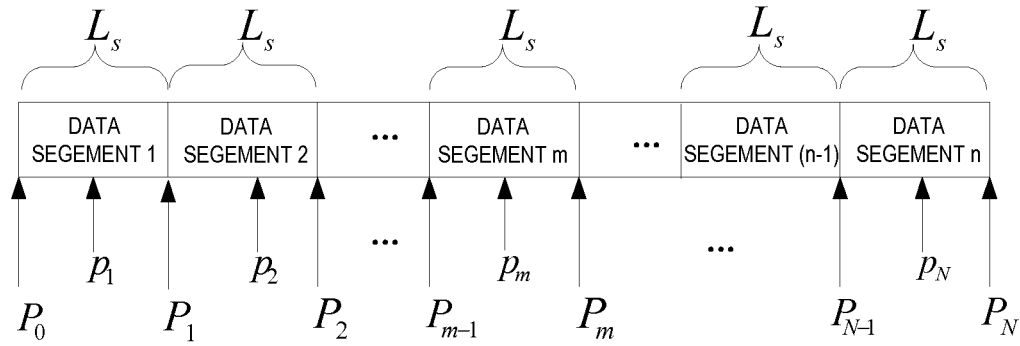 L_s L_s L_s L_s L_s
DATA SEGEMENT 1
DATA SEGEMENT 2
...
DATA SEGEMENT m
...
DATA SEGEMENT (n-1)
DATA SEGEMENT n
... ... ...
p_1 p_2 p_m p_N
P_0 P_1 P_2 P_{m-1} P_m P_{N-1} P_N